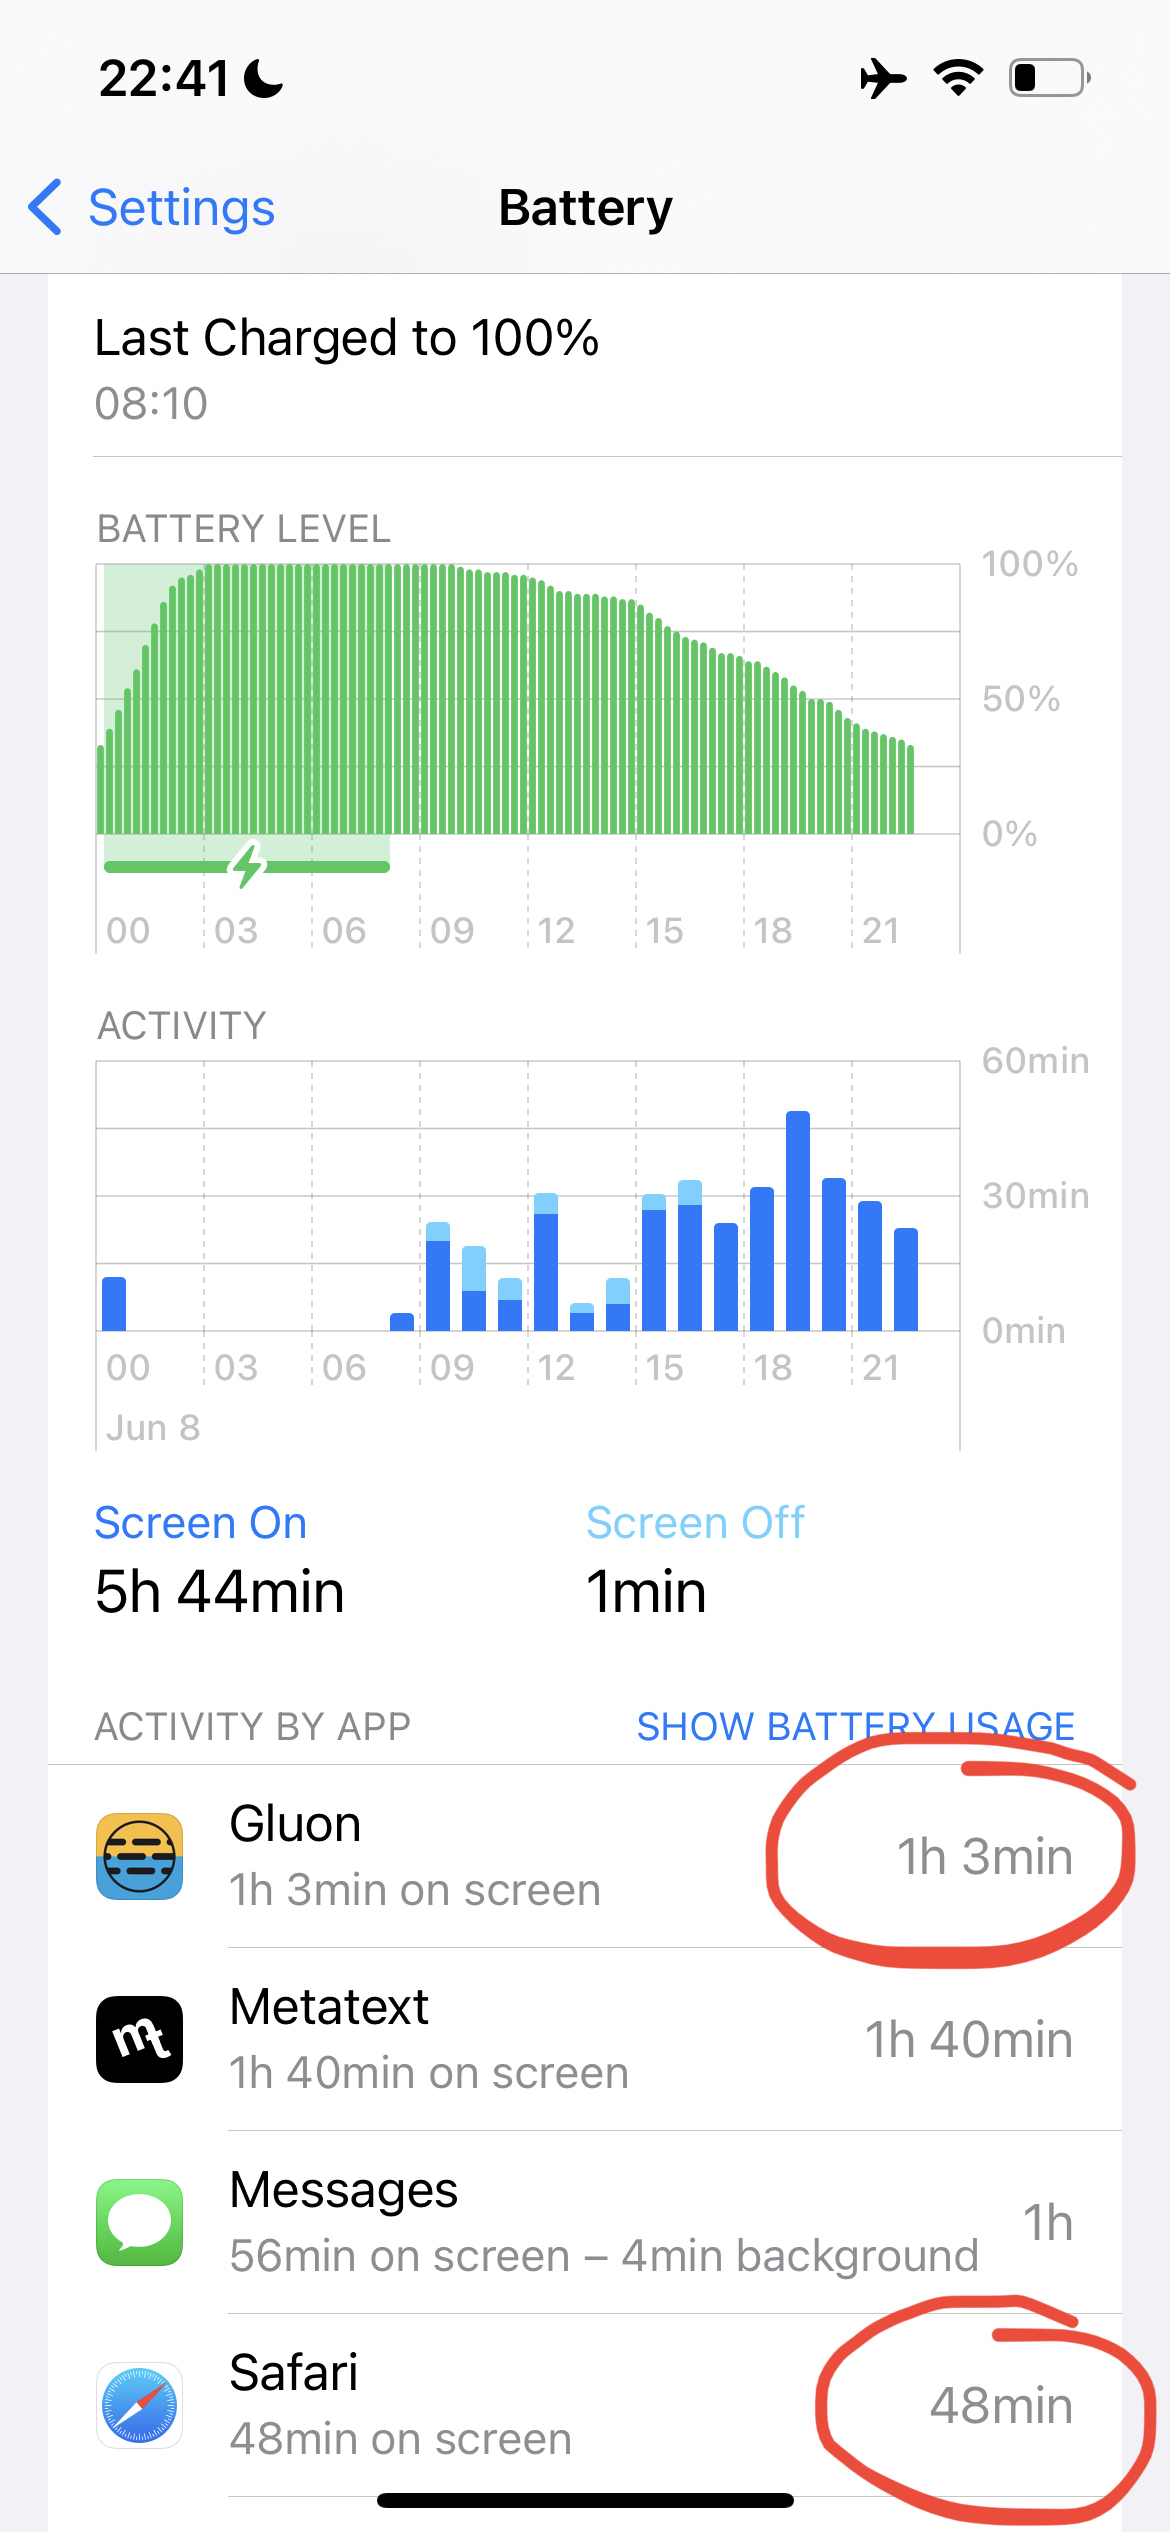 22:41
Settings
Battery
Last Charged to 100%
08:10
BATTERY LEVEL
100%
50%
0%
00 03 06 09 12 15 18 21
ACTIVITY
60min
30min
0min
00 03 06 09 12 15 18 21
Jun 8
Screen On Screen Off
5h 44min 1min
ACTIVITY BY APP SHOW BATTERY USAGE
Gluon
1h 3min on screen
1h 3min
mt
Metatext
1h 40min on screen
1h 40min
Messages
56min on screen – 4min background
1h
Safari
48min on screen
48min